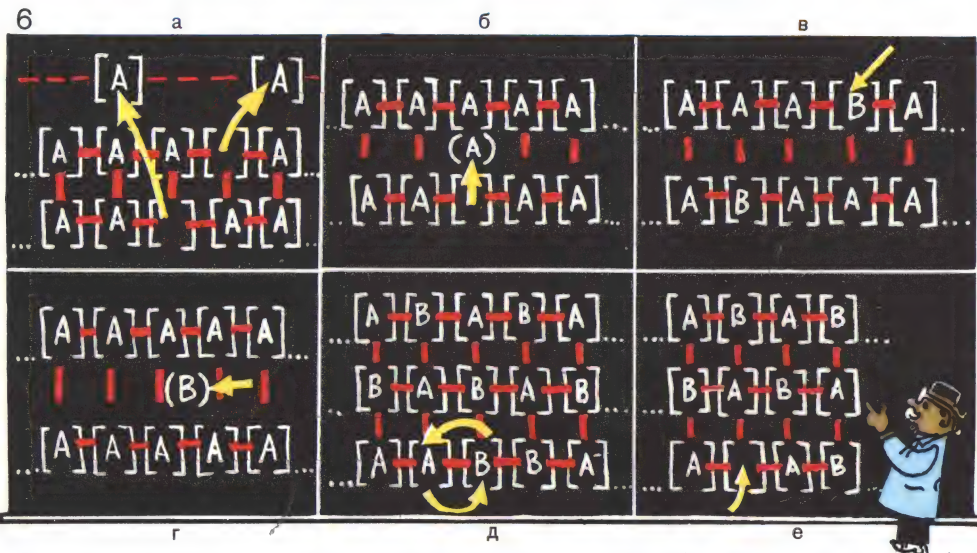 6
а
б
в
[A] [A]
[A][A][A][ ][A]...
...[A][A][ ][A][A]...
[A][A][A][A][A]...
(A)
...[A][A][ ][A][A]...
[A][A][A][B][A]...
...[A][B][A][A][A]...
[A][A][A][A][A]...
(B)
...[A][A][A][A][A]...
[A][B][A][B][A]...
...[B][A][B][A][B]...
...[A][A][B][B][A]...
[A][B][A][B]
...[B][A][B][A]
...[A][ ][A][B]
г
д
е